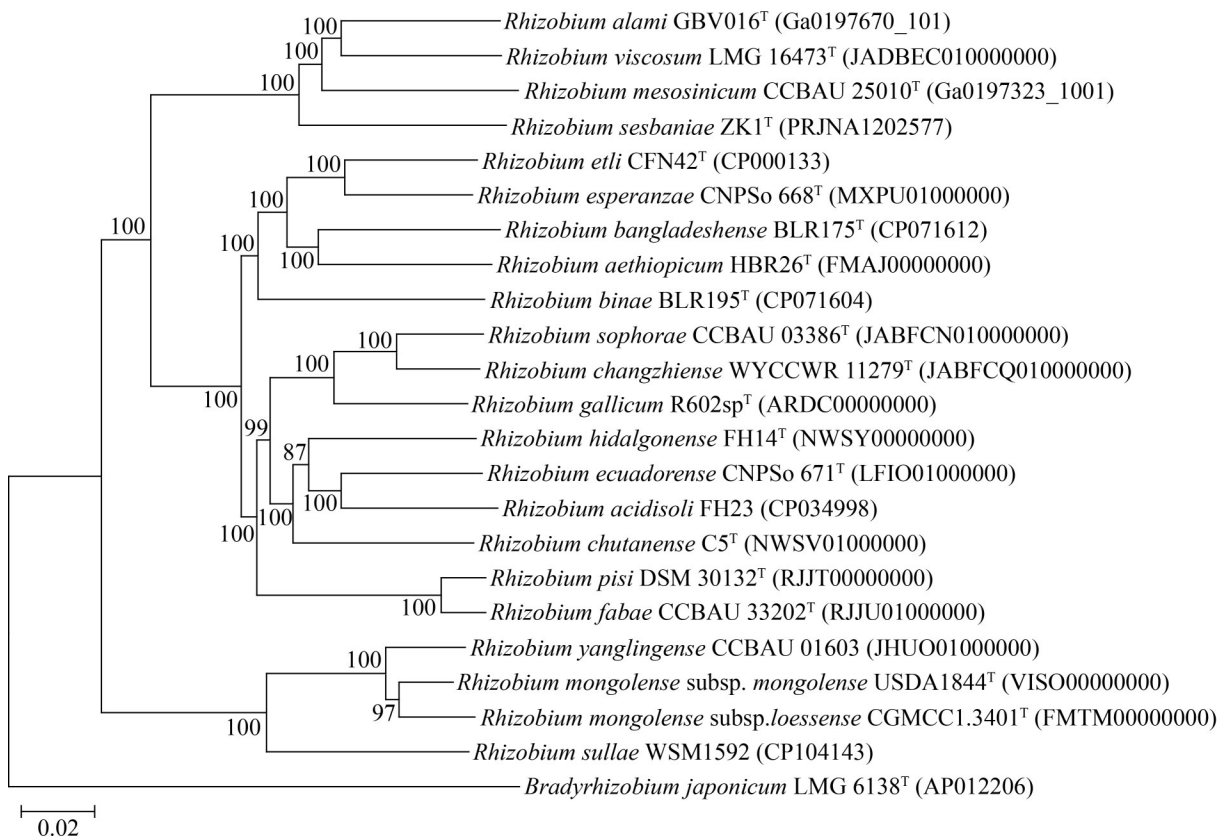 Rhizobium alami GBV016ᵀ (Ga0197670_101)
100
Rhizobium viscosum LMG 16473ᵀ (JADBEC010000000)
100
Rhizobium mesosinicum CCBAU 25010ᵀ (Ga0197323_1001)
100
Rhizobium sesbaniae ZK1ᵀ (PRJNA1202577)
Rhizobium etli CFN42ᵀ (CP000133)
100
Rhizobium esperanzae CNPSo 668ᵀ (MXPU01000000)
100
100
Rhizobium bangladeshense BLR175ᵀ (CP071612)
100
Rhizobium aethiopicum HBR26ᵀ (FMAJ00000000)
100
Rhizobium binae BLR195ᵀ (CP071604)
Rhizobium sophorae CCBAU 03386ᵀ (JABFCN010000000)
100
Rhizobium changzhiense WYCCWR 11279ᵀ (JABFCQ010000000)
100
100
Rhizobium gallicum R602spᵀ (ARDC00000000)
99
Rhizobium hidalgonense FH14ᵀ (NWSY00000000)
87
Rhizobium ecuadorense CNPSo 671ᵀ (LFIO01000000)
100
Rhizobium acidisoli FH23 (CP034998)
100
100
Rhizobium chutanense C5ᵀ (NWSV01000000)
Rhizobium pisi DSM 30132ᵀ (RJJT00000000)
100
Rhizobium fabae CCBAU 33202ᵀ (RJJU01000000)
Rhizobium yanglingense CCBAU 01603 (JHUO01000000)
100
Rhizobium mongolense subsp. mongolense USDA1844ᵀ (VISO00000000)
97
Rhizobium mongolense subsp.loessense CGMCC1.3401ᵀ (FMTM00000000)
100
Rhizobium sullae WSM1592 (CP104143)
Bradyrhizobium japonicum LMG 6138ᵀ (AP012206)
0.02